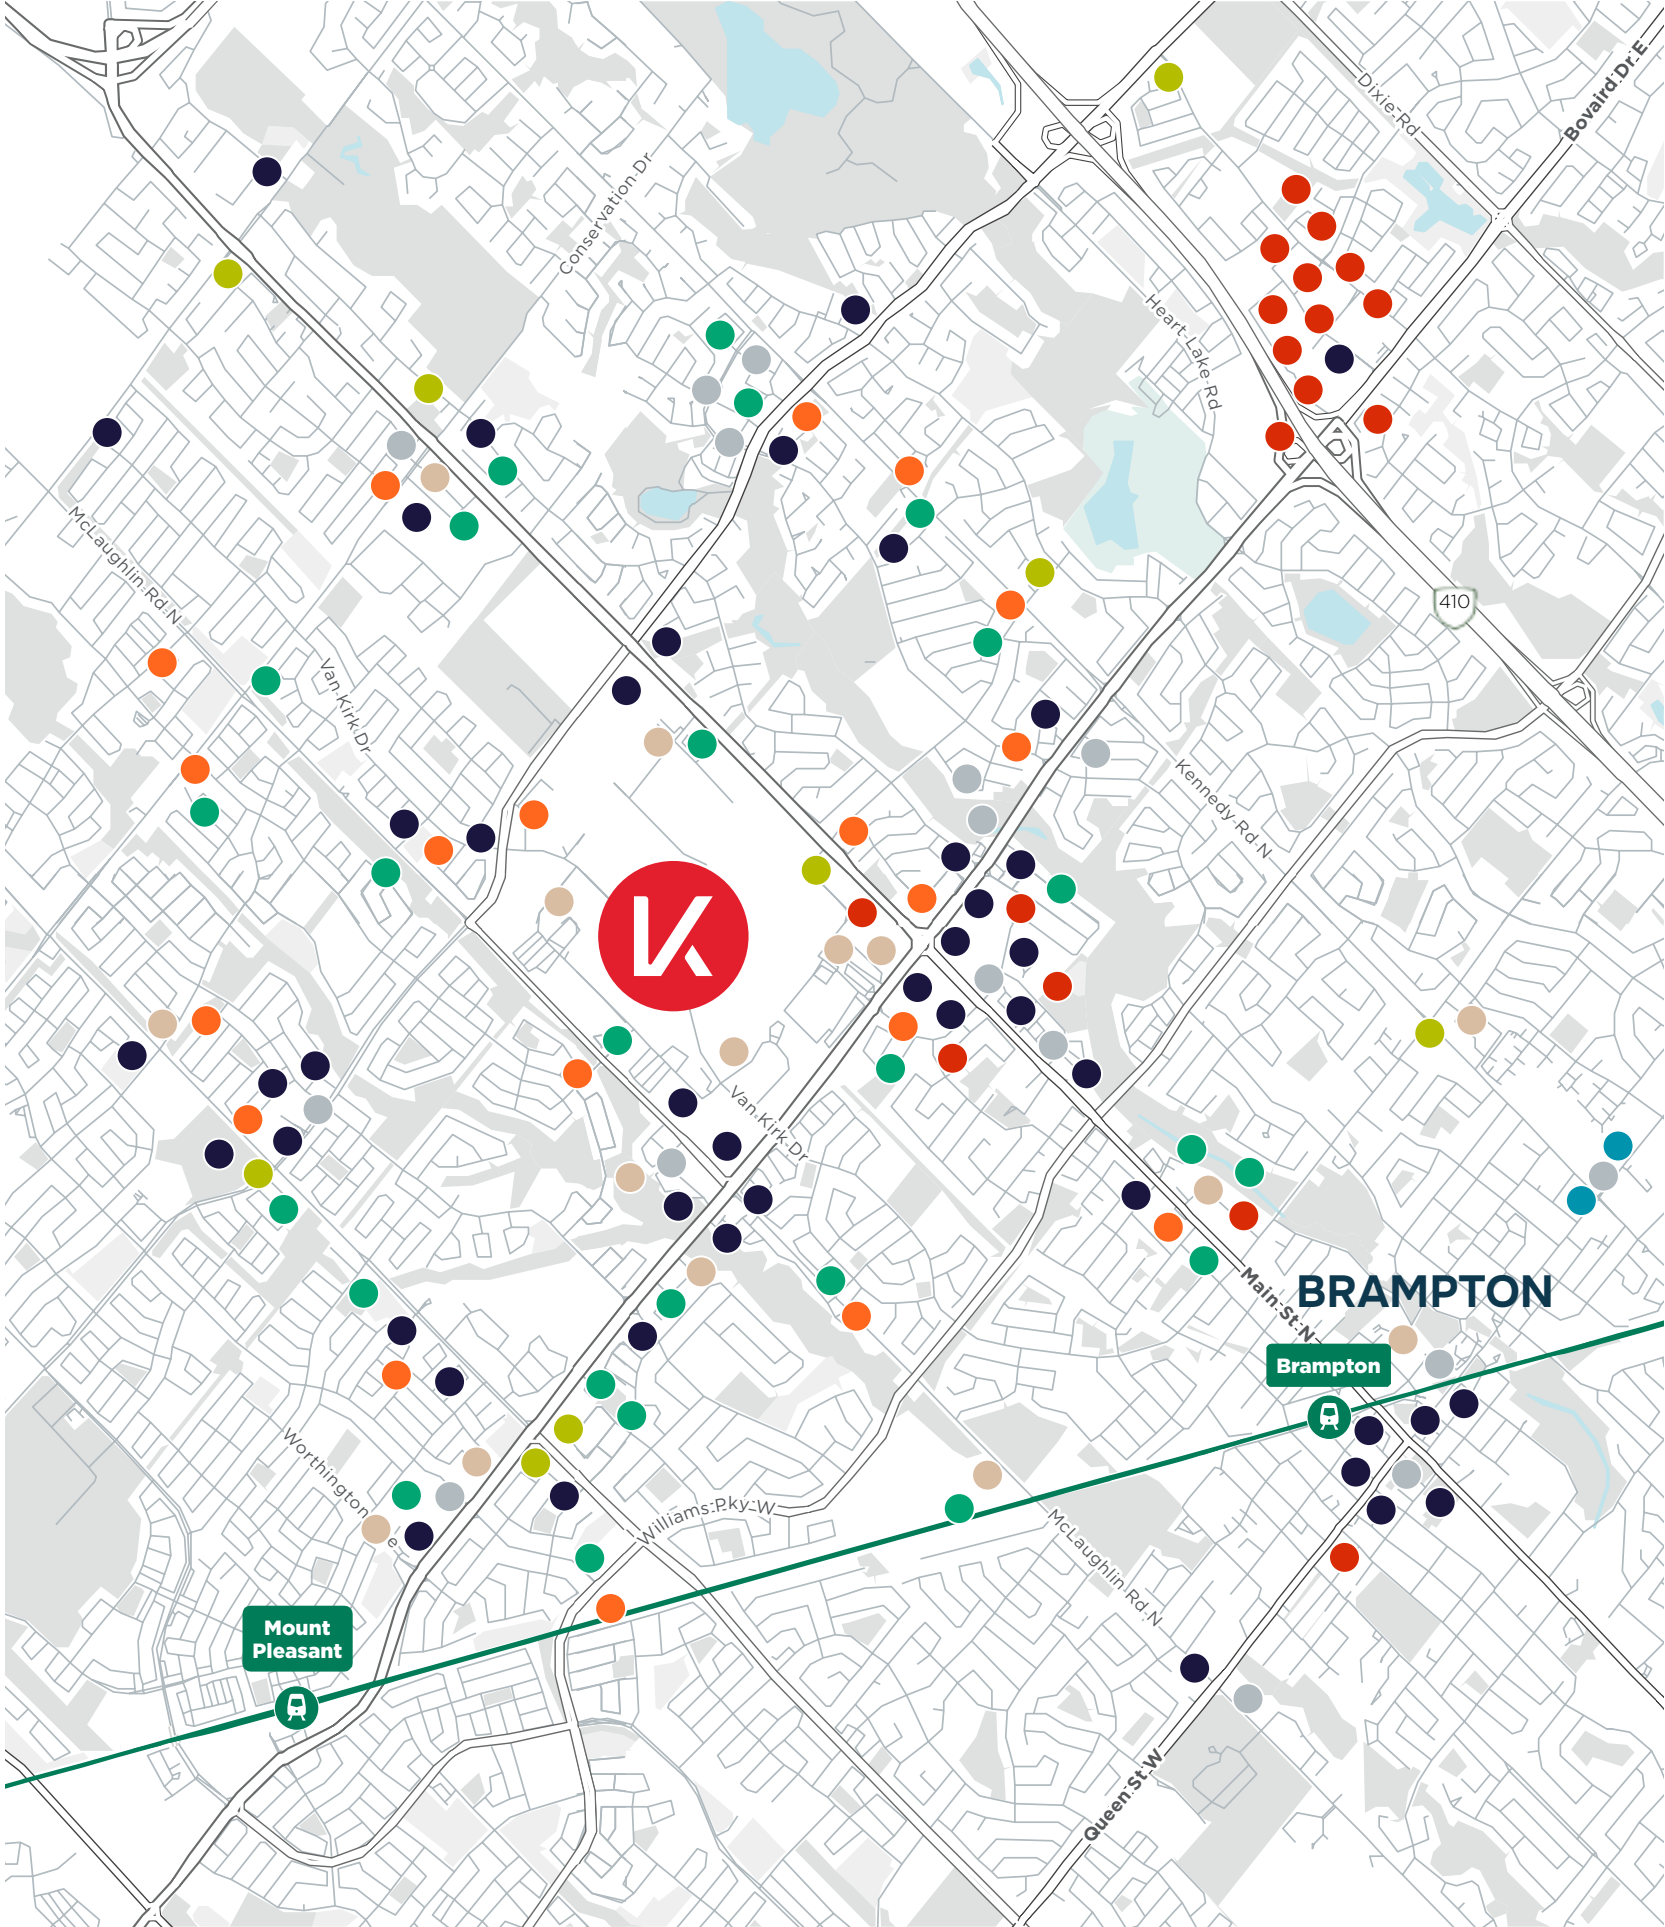 Dixie Rd
Bovaird Dr E
Conservation Dr
Heart Lake Rd
McLaughlin Rd N
410
Van Kirk Dr
Kennedy Rd N
K
Van Kirk Dr
Main St N
BRAMPTON
Brampton
Worthington
e
Williams Pky W
McLaughlin Rd N
Mount
Pleasant
Queen St W